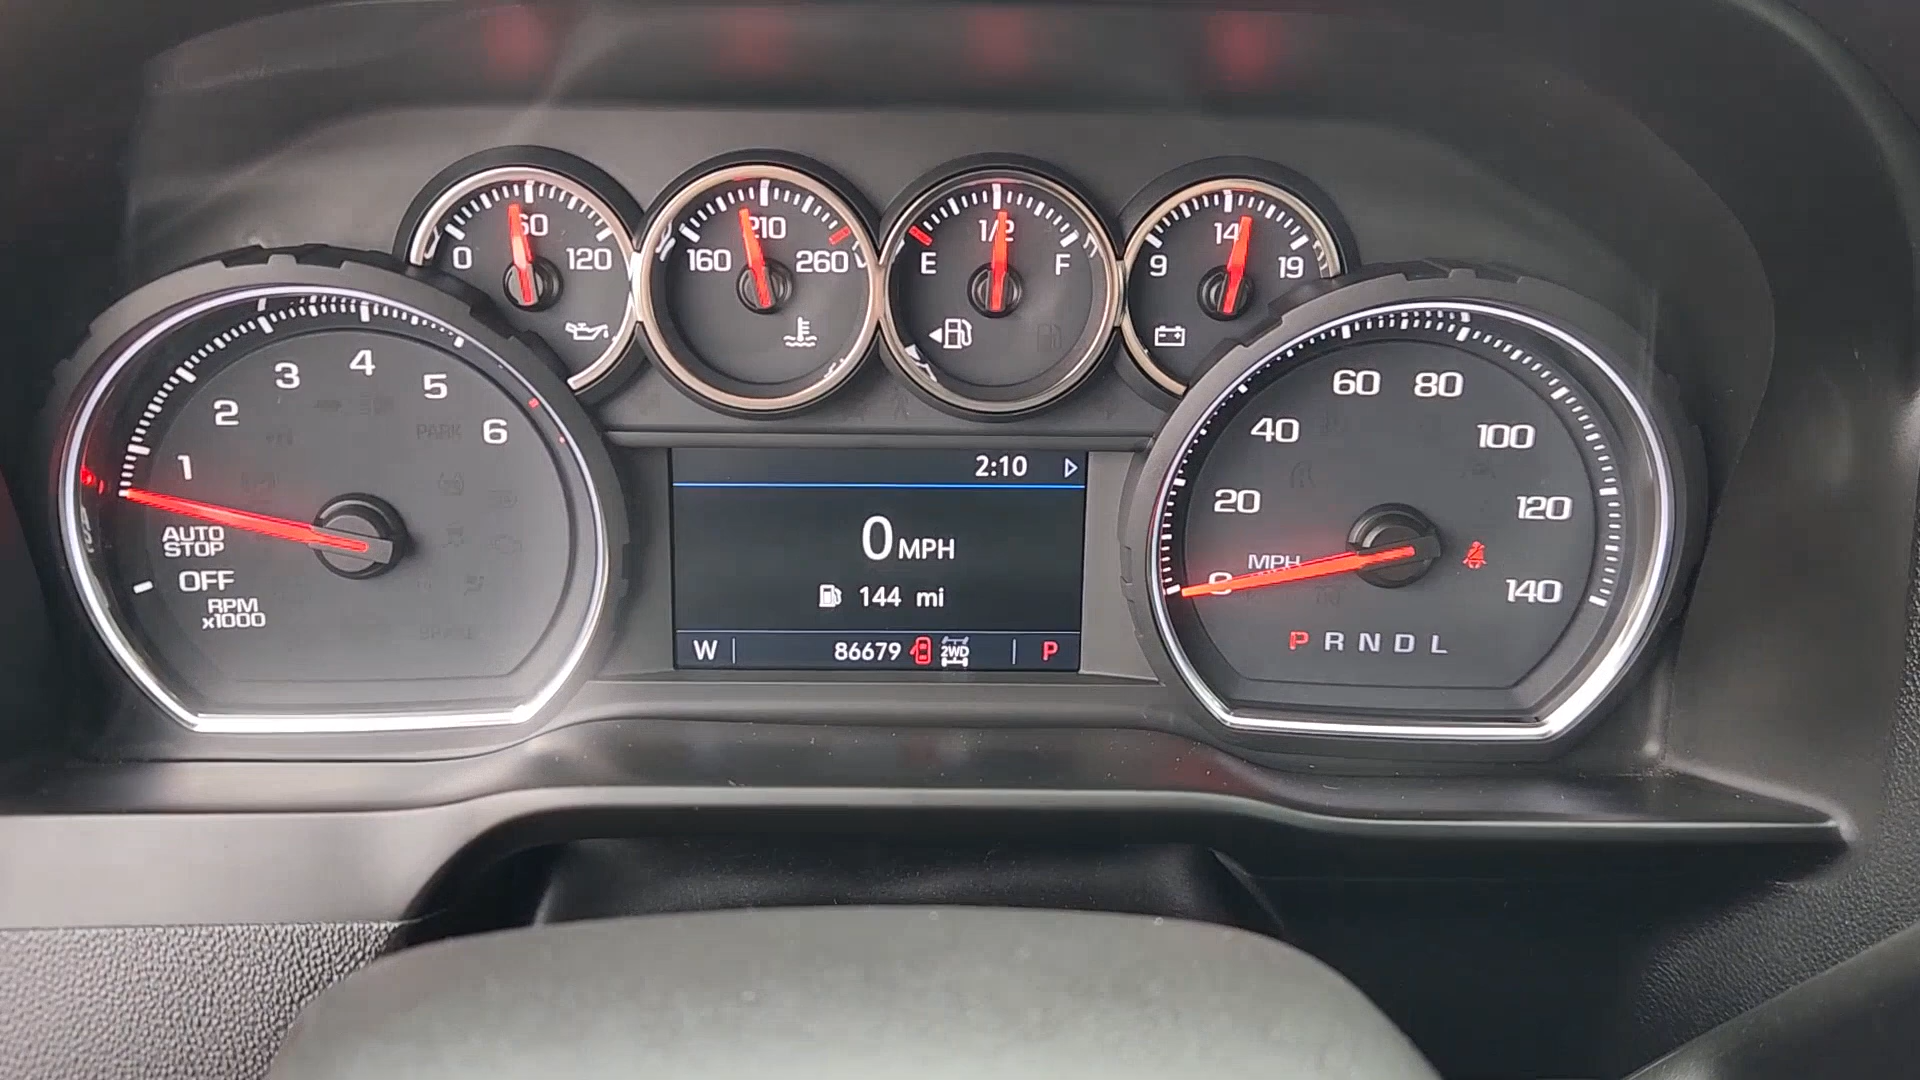 0 60 120
160 210 260
E 1/2 F
9 14 19
1 2 3 4 5 6
AUTO
STOP
OFF
RPM
x1000
PARK
2:10
0 MPH
144 mi
W 86679 2WD P
0 20 40 60 80 100 120 140
MPH
P R N D L